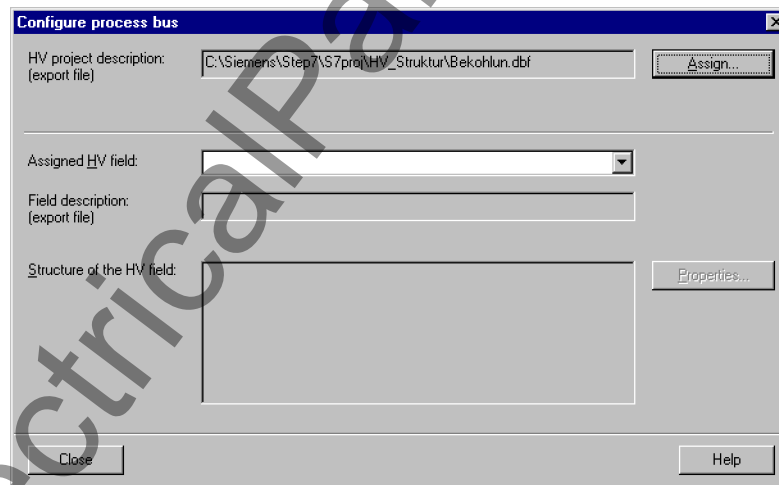 Configure process bus
HV project description:
(export file)
C:\Siemens\Step7\S7proj\HV_Struktur\Bekohlun.dbf
Assign...
Assigned HV field:
Field description:
(export file)
Structure of the HV field:
Properties...
Close
Help